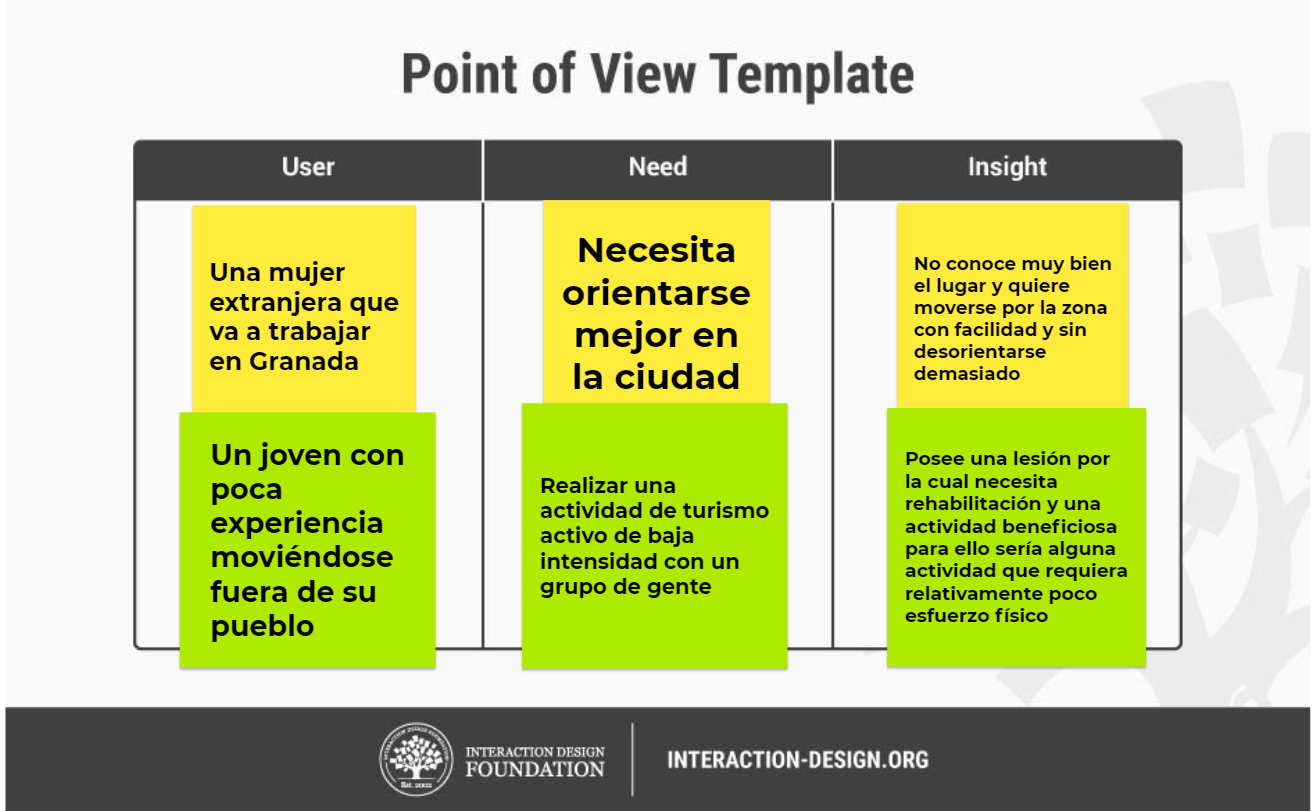 Point of View Template
User
Need
Insight
Una mujer
extranjera que
va a trabajar
en Granada
Necesita
orientarse
mejor en
la ciudad
No conoce muy bien
el lugar y quiere
moverse por la zona
con facilidad y sin
desorientarse
demasiado
Un joven con
poca
experiencia
moviéndose
fuera de su
pueblo
Realizar una
actividad de turismo
activo de baja
intensidad con un
grupo de gente
Posee una lesión por
la cual necesita
rehabilitación y una
actividad beneficiosa
para ello sería alguna
actividad que requiera
relativamente poco
esfuerzo físico
INTERACTION DESIGN FOUNDATION
Est. 2002
INTERACTION DESIGN
FOUNDATION
INTERACTION-DESIGN.ORG